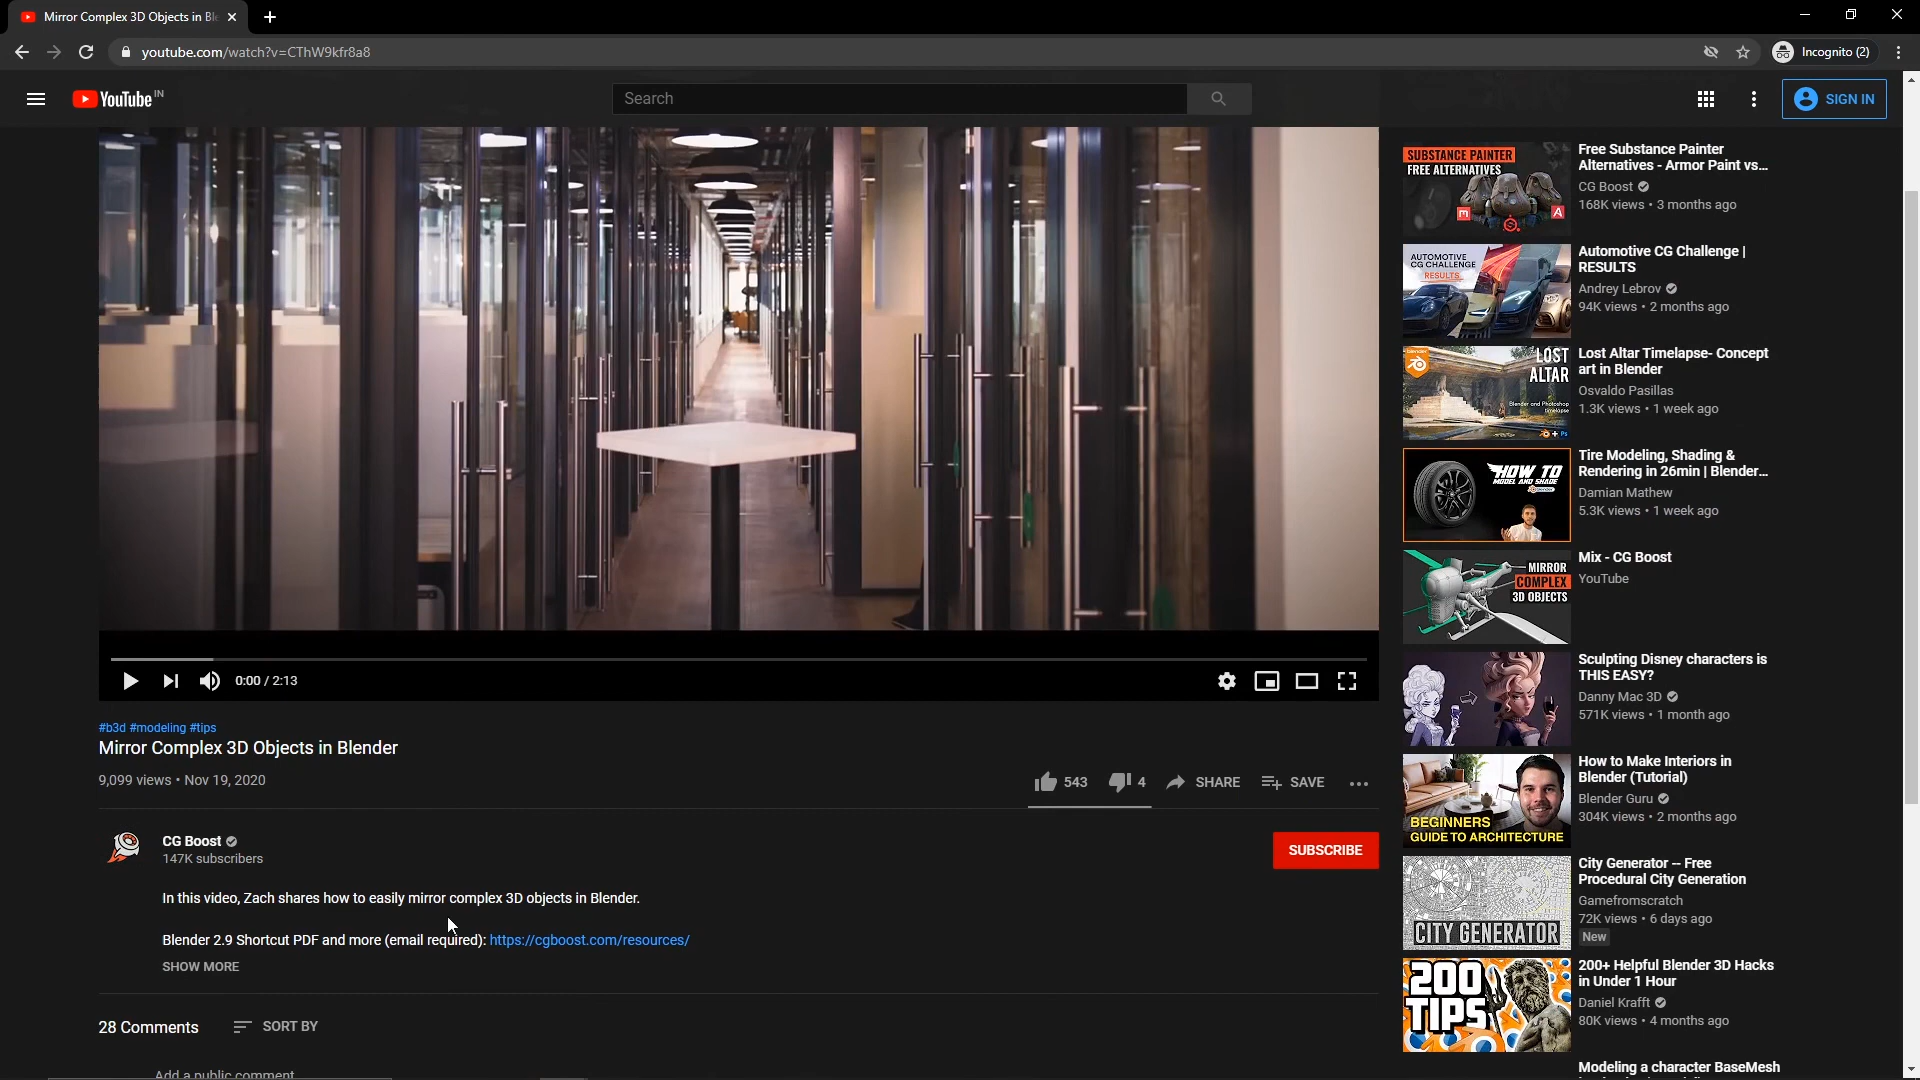 Mirror Complex 3D Objects in Ble
youtube.com/watch?v=CThW9kfr8a8
Incognito (2)
YouTube IN
Search
SIGN IN
0:00 / 2:13
#b3d #modeling #tips
Mirror Complex 3D Objects in Blender
9,099 views • Nov 19, 2020
543
4
SHARE
SAVE
CG Boost
147K subscribers
SUBSCRIBE
In this video, Zach shares how to easily mirror complex 3D objects in Blender.
Blender 2.9 Shortcut PDF and more (email required): https://cgboost.com/resources/
SHOW MORE
28 Comments
SORT BY
Add a public comment
SUBSTANCE PAINTER
FREE ALTERNATIVES
Free Substance Painter
Alternatives - Armor Paint vs...
CG Boost
168K views • 3 months ago
AUTOMOTIVE
CG CHALLENGE
RESULTS
Automotive CG Challenge |
RESULTS
Andrey Lebrov
94K views • 2 months ago
blender
LOST
ALTAR
Blender and Photoshop
timelapse
Lost Altar Timelapse- Concept
art in Blender
Osvaldo Pasillas
1.3K views • 1 week ago
HOW TO
MODEL AND SHADE
Tire Modeling, Shading &
Rendering in 26min | Blender...
Damian Mathew
5.3K views • 1 week ago
MIRROR
COMPLEX
3D OBJECTS
Mix - CG Boost
YouTube
Sculpting Disney characters is
THIS EASY?
Danny Mac 3D
571K views • 1 month ago
BEGINNERS
GUIDE TO ARCHITECTURE
How to Make Interiors in
Blender (Tutorial)
Blender Guru
304K views • 2 months ago
CITY GENERATOR
City Generator -- Free
Procedural City Generation
Gamefromscratch
72K views • 6 days ago
New
200
TIPS
200+ Helpful Blender 3D Hacks
in Under 1 Hour
Daniel Krafft
80K views • 4 months ago
Modeling a character BaseMesh